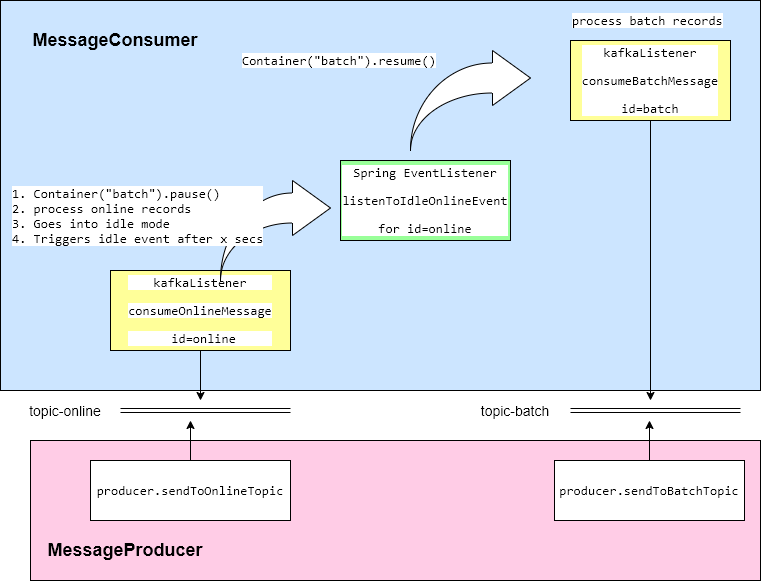 process batch records
MessageConsumer
Container("batch").resume()
kafkaListener
consumeBatchMessage
id=batch
Spring EventListener
listenToIdleOnlineEvent
for id=online
1. Container("batch").pause()
2. process online records
3. Goes into idle mode
4. Triggers idle event after x secs
kafkaListener
consumeOnlineMessage
id=online
topic-online
topic-batch
producer.sendToOnlineTopic
producer.sendToBatchTopic
MessageProducer